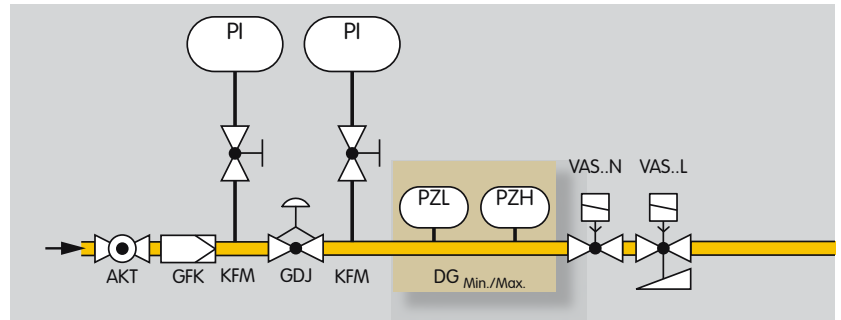 PI PI
PZL PZH
VAS..N VAS..L
AKT GFK KFM GDJ KFM DG Min./Max.